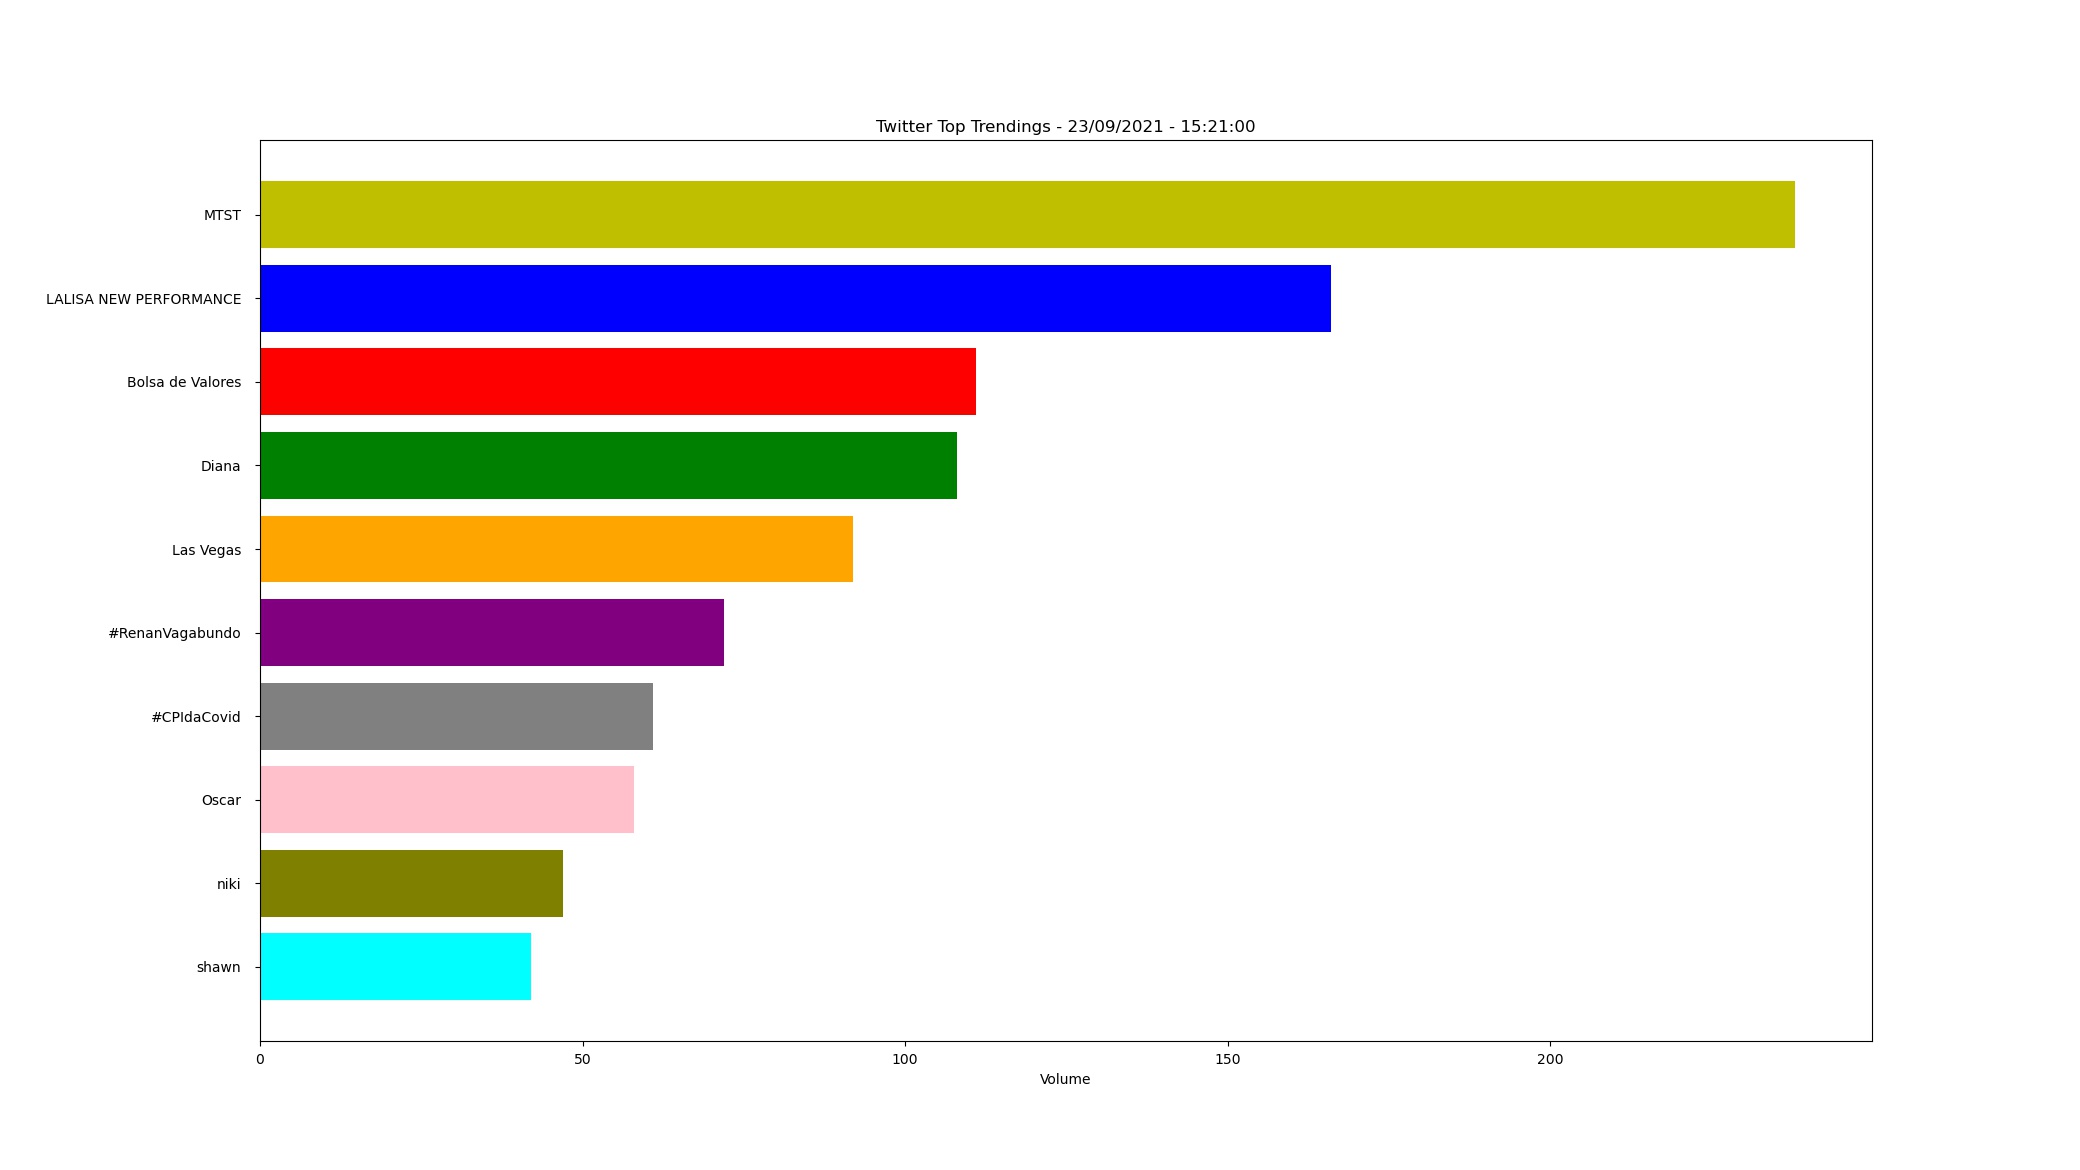 Twitter Top Trendings - 23/09/2021 - 15:21:00
MTST
LALISA NEW PERFORMANCE
Bolsa de Valores
Diana
Las Vegas
#RenanVagabundo
#CPIdaCovid
Oscar
niki
shawn
0 50 100 150 200
Volume